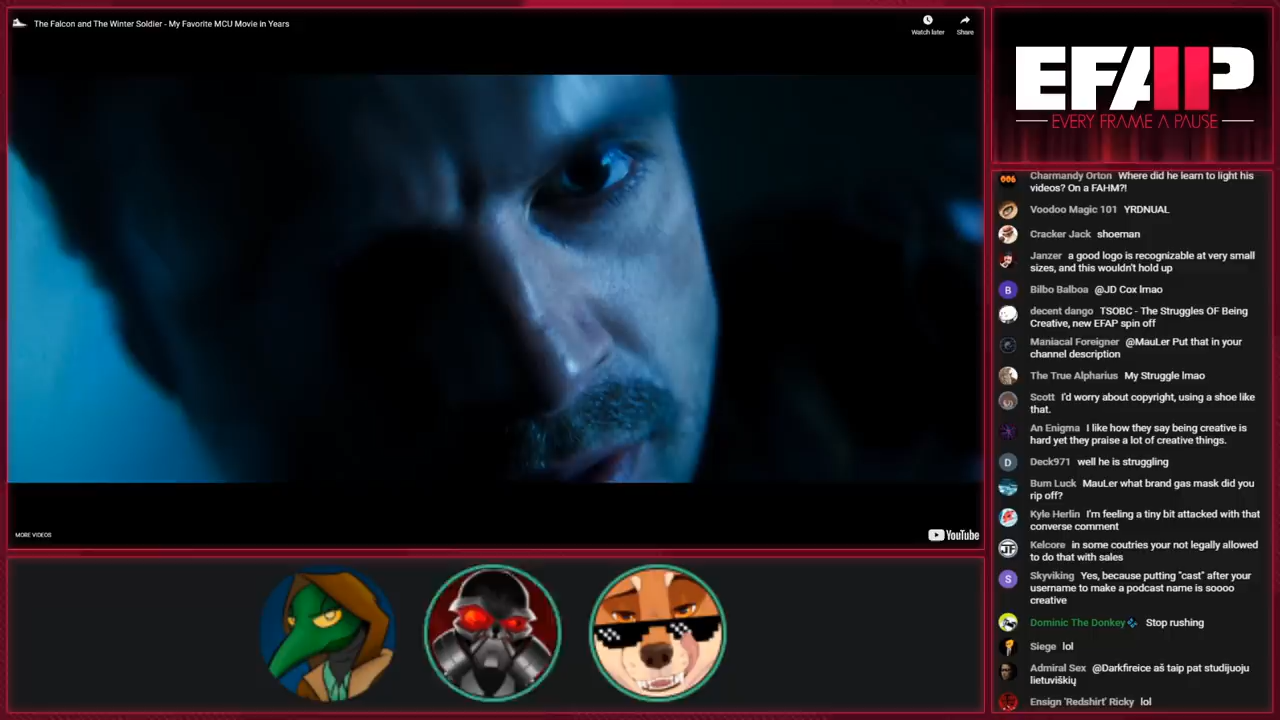 The Falcon and The Winter Soldier - My Favorite MCU Movie in Years
Watch later
Share
MORE VIDEOS
YouTube
EFAP
EVERY FRAME A PAUSE
Charmandy Orton Where did he learn to light his
videos? On a FAHM?!
Voodoo Magic 101 YRDNUAL
Cracker Jack shoeman
Janzer a good logo is recognizable at very small
sizes, and this wouldn't hold up
B
Bilbo Balboa @JD Cox lmao
decent dango TSOBC - The Struggles OF Being
Creative, new EFAP spin off
Maniacal Foreigner @MauLer Put that in your
channel description
The True Alpharius My Struggle lmao
Scott I'd worry about copyright, using a shoe like
that.
An Enigma I like how they say being creative is
hard yet they praise a lot of creative things.
D
Deck971 well he is struggling
Bum Luck MauLer what brand gas mask did you
rip off?
Kyle Herlin I'm feeling a tiny bit attacked with that
converse comment
Kelcore in some coutries your not legally allowed
to do that with sales
S
Skyviking Yes, because putting "cast" after your
username to make a podcast name is soooo
creative
Dominic The Donkey Stop rushing
Siege lol
Admiral Sex @Darkfireice aš taip pat studijuoju
lietuviškių
Ensign 'Redshirt' Ricky lol